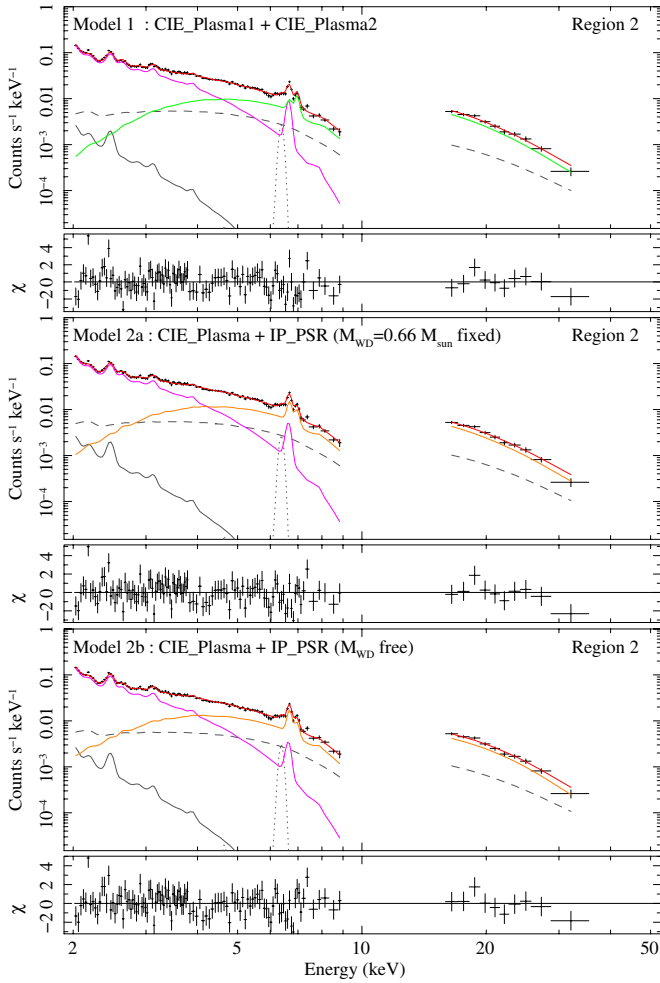 Model 1 : CIE_Plasma1 + CIE_Plasma2 Region 2
Counts s⁻¹ keV⁻¹
1
0.1
0.01
10⁻³
10⁻⁴
χ
4
2
0
−2
Model 2a : CIE_Plasma + IP_PSR (M_WD=0.66 M_sun fixed) Region 2
Counts s⁻¹ keV⁻¹
1
0.1
0.01
10⁻³
10⁻⁴
χ
4
2
0
−2
Model 2b : CIE_Plasma + IP_PSR (M_WD free) Region 2
Counts s⁻¹ keV⁻¹
1
0.1
0.01
10⁻³
10⁻⁴
χ
4
2
0
−2
2 5 10 20 50
Energy (keV)